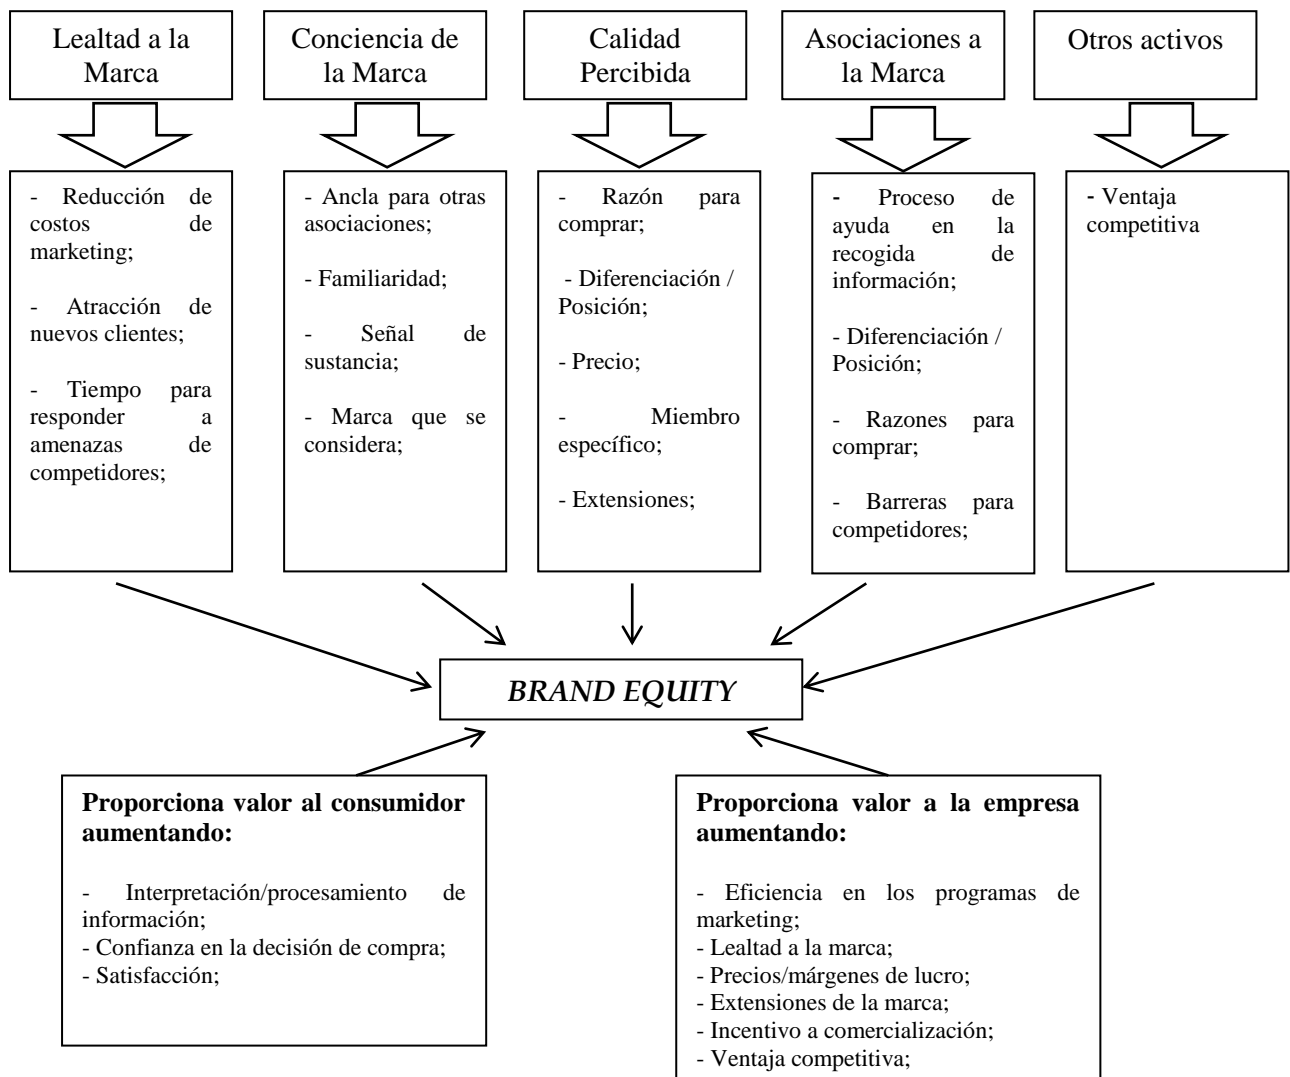 Lealtad a la
Marca
Conciencia de
la Marca
Calidad
Percibida
Asociaciones a
la Marca
Otros activos
- Reducción de
costos de
marketing;
- Atracción de
nuevos clientes;
- Tiempo para
responder a
amenazas de
competidores;
- Ancla para otras
asociaciones;
- Familiaridad;
- Señal de
sustancia;
- Marca que se
considera;
- Razón para
comprar;
- Diferenciación /
Posición;
- Precio;
- Miembro
específico;
- Extensiones;
- Proceso de
ayuda en la
recogida de
información;
- Diferenciación /
Posición;
- Razones para
comprar;
- Barreras para
competidores;
- Ventaja
competitiva
BRAND EQUITY
Proporciona valor al consumidor
aumentando:
- Interpretación/procesamiento de
información;
- Confianza en la decisión de compra;
- Satisfacción;
Proporciona valor a la empresa
aumentando:
- Eficiencia en los programas de
marketing;
- Lealtad a la marca;
- Precios/márgenes de lucro;
- Extensiones de la marca;
- Incentivo a comercialización;
- Ventaja competitiva;